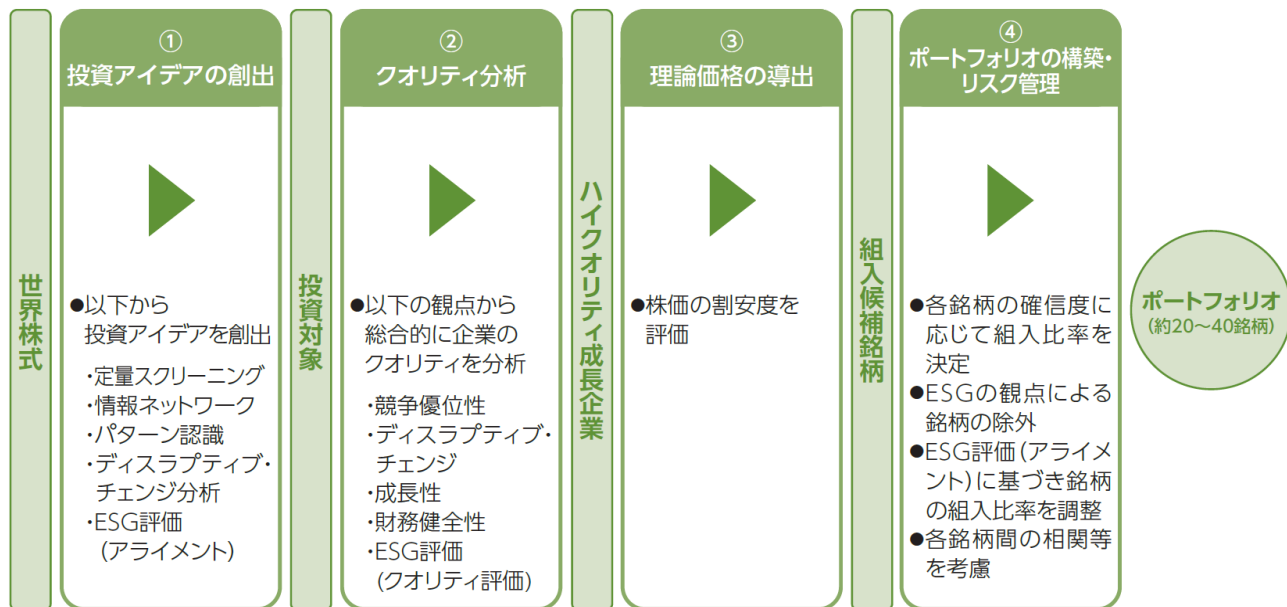 世界株式
①
投資アイデアの創出
●以下から
投資アイデアを創出
・定量スクリーニング
・情報ネットワーク
・パターン認識
・ディスラプティブ・
チェンジ分析
・ESG評価
(アライメント)
投資対象
②
クオリティ分析
●以下の観点から
総合的に企業の
クオリティを分析
・競争優位性
・ディスラプティブ・
チェンジ
・成長性
・財務健全性
・ESG評価
(クオリティ評価)
ハイクオリティ成長企業
③
理論価格の導出
●株価の割安度を
評価
組入候補銘柄
④
ポートフォリオの構築・
リスク管理
●各銘柄の確信度に
応じて組入比率を
決定
●ESGの観点による
銘柄の除外
●ESG評価(アライメ
ント)に基づき銘柄
の組入比率を調整
●各銘柄間の相関等
を考慮
ポートフォリオ
(約20〜40銘柄)